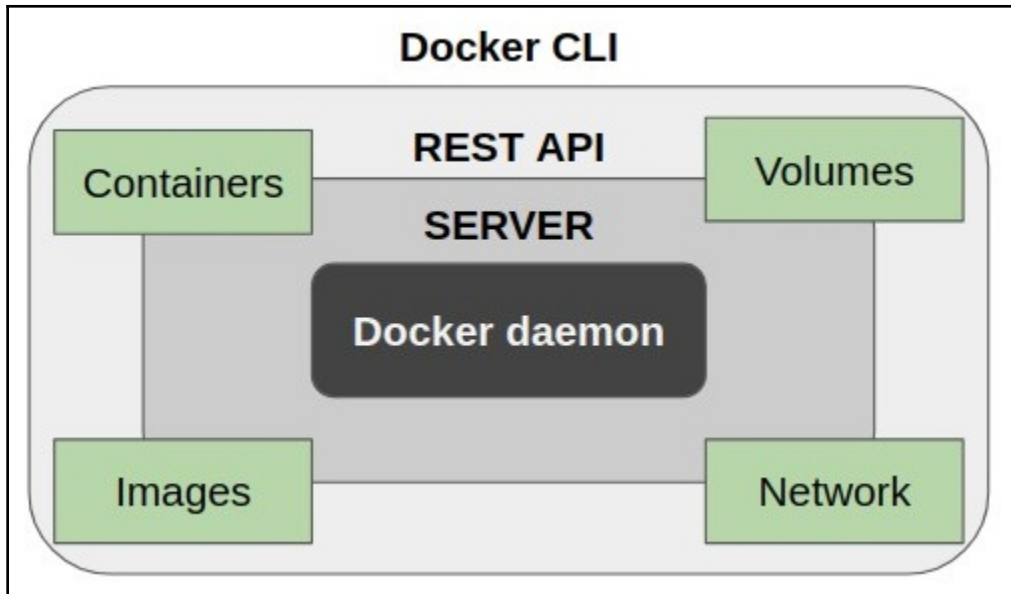 Docker CLI
REST API
Containers
Volumes
SERVER
Docker daemon
Images
Network